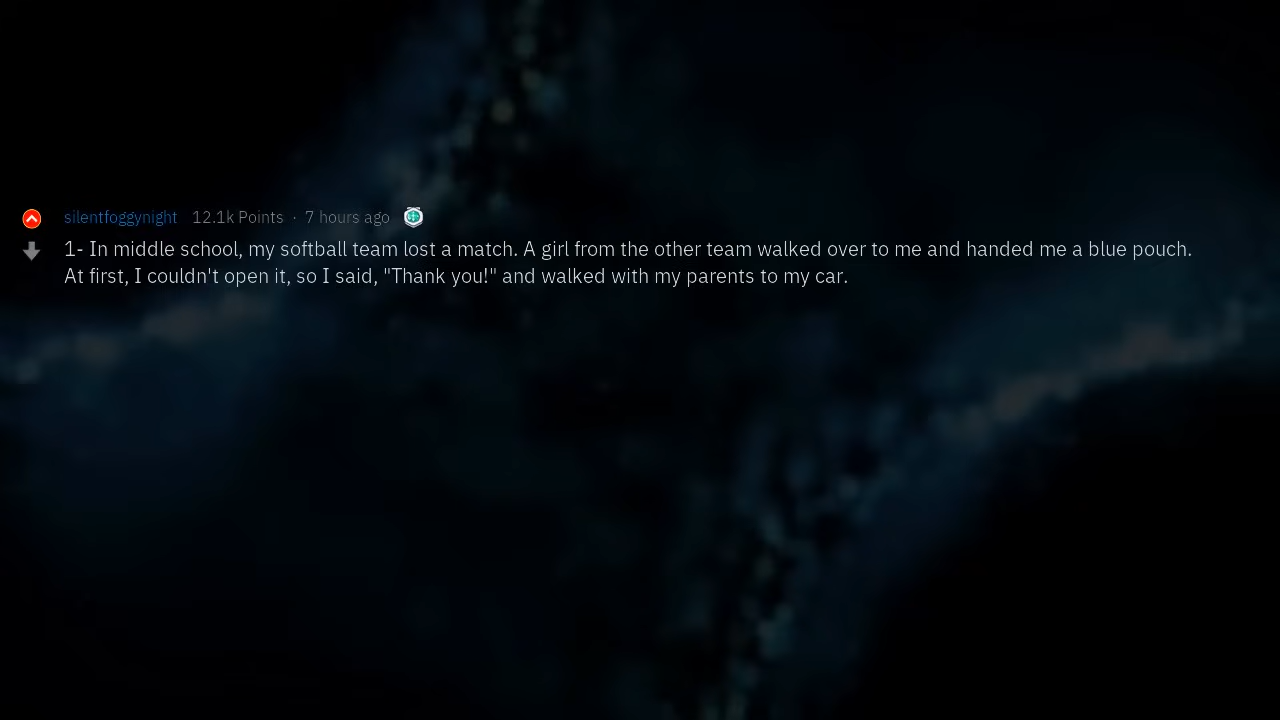 silentfoggynight 12.1k Points · 7 hours ago
1- In middle school, my softball team lost a match. A girl from the other team walked over to me and handed me a blue pouch.
At first, I couldn't open it, so I said, "Thank you!" and walked with my parents to my car.